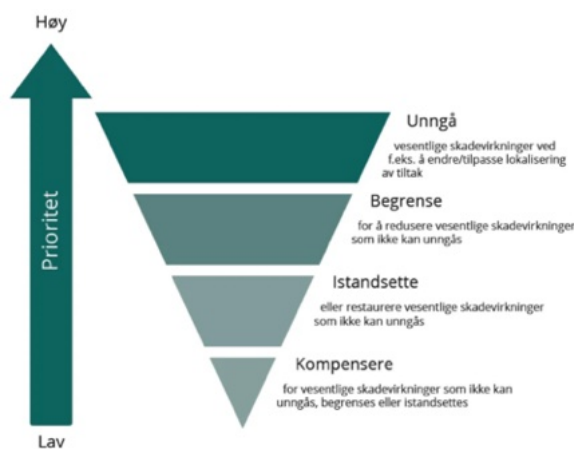 Høy
Prioritet
Unngå
vesentlige skadevirkninger ved
f.eks. å endre/tilpasse lokalisering
av tiltak
Begrense
for å redusere vesentlige skadevirkninger
som ikke kan unngås
Istandsette
eller restaurere vesentlige skadevirkninger
som ikke kan unngås
Kompensere
for vesentlige skadevirkninger som ikke kan
unngås, begrenses eller istandsettes
Lav